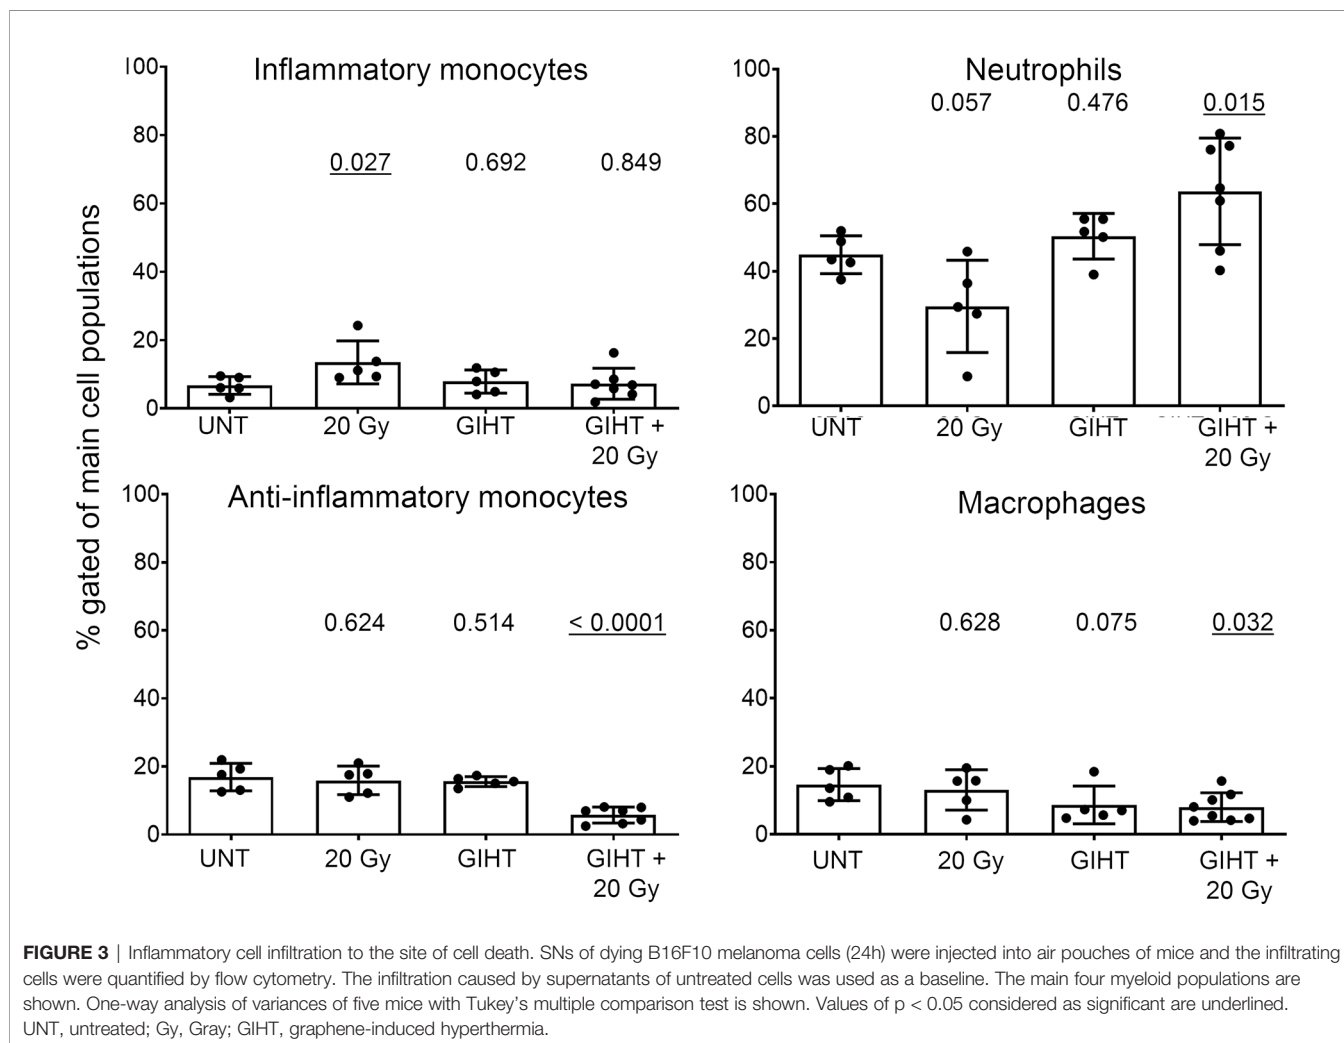 % gated of main cell populations
Inflammatory monocytes
100
80
60
40
20
0
0.027 0.692 0.849
UNT 20 Gy GIHT GIHT +
20 Gy
Neutrophils
100
80
60
40
20
0
0.057 0.476 0.015
UNT 20 Gy GIHT GIHT +
20 Gy
Anti-inflammatory monocytes
100
80
60
40
20
0
0.624 0.514 < 0.0001
UNT 20 Gy GIHT GIHT +
20 Gy
Macrophages
100
80
60
40
20
0
0.628 0.075 0.032
UNT 20 Gy GIHT GIHT +
20 Gy
FIGURE 3 | Inflammatory cell infiltration to the site of cell death. SNs of dying B16F10 melanoma cells (24h) were injected into air pouches of mice and the infiltrating
cells were quantified by flow cytometry. The infiltration caused by supernatants of untreated cells was used as a baseline. The main four myeloid populations are
shown. One-way analysis of variances of five mice with Tukey's multiple comparison test is shown. Values of p < 0.05 considered as significant are underlined.
UNT, untreated; Gy, Gray; GIHT, graphene-induced hyperthermia.